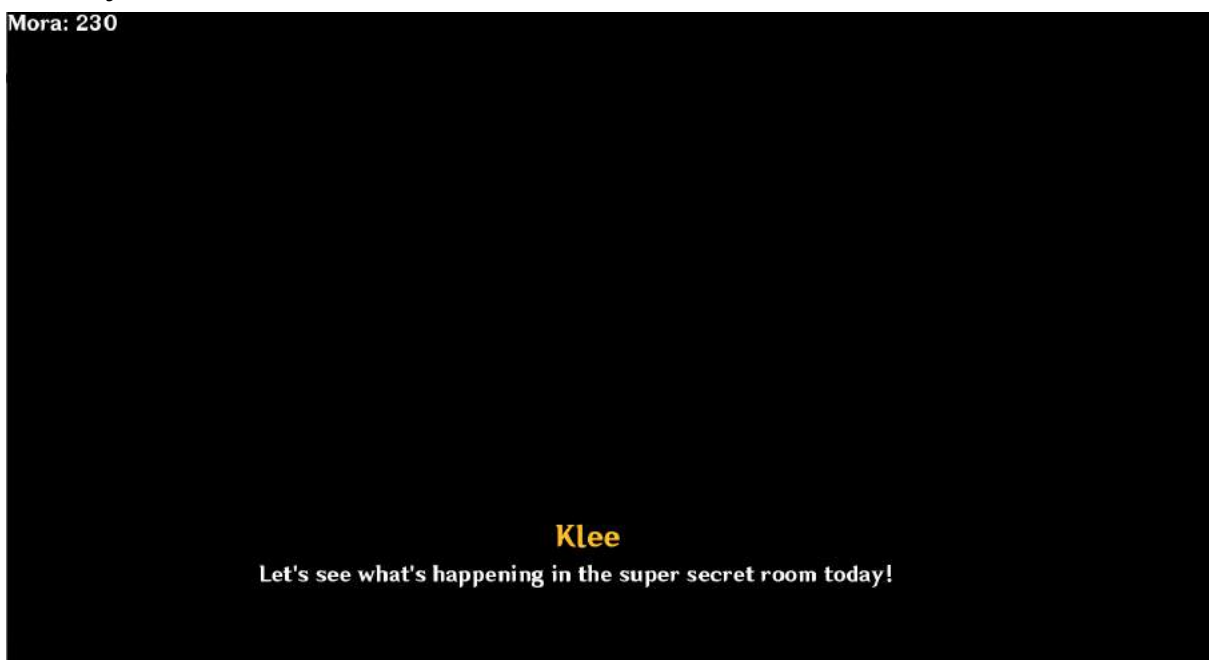 Mora: 230
Klee
Let's see what's happening in the super secret room today!